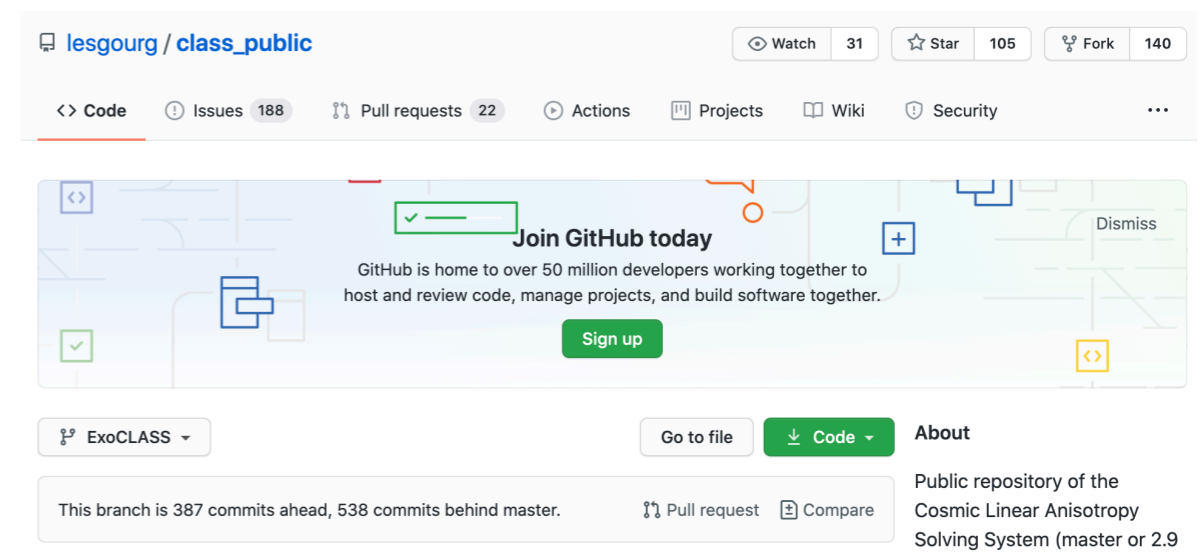 lesgourg / class_public
Watch 31 Star 105 Fork 140
<> Code Issues 188 Pull requests 22 Actions Projects Wiki Security ...
Dismiss
Join GitHub today
GitHub is home to over 50 million developers working together to
host and review code, manage projects, and build software together.
Sign up
ExoCLASS Go to file Code
This branch is 387 commits ahead, 538 commits behind master. Pull request Compare
About
Public repository of the
Cosmic Linear Anisotropy
Solving System (master or 2.9